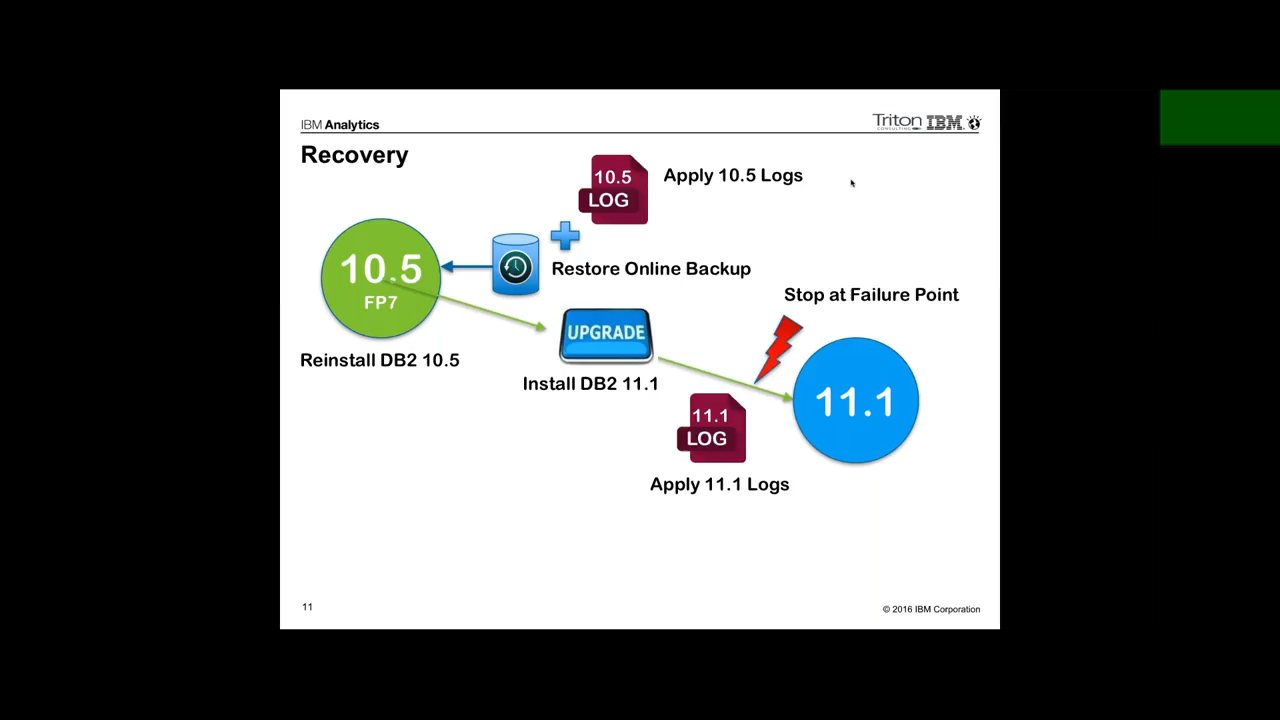 IBM Analytics
Triton
CONSULTING
IBM
Recovery
10.5
LOG
Apply 10.5 Logs
10.5
FP7
Restore Online Backup
Stop at Failure Point
UPGRADE
Reinstall DB2 10.5
Install DB2 11.1
11.1
11.1
LOG
Apply 11.1 Logs
11
© 2016 IBM Corporation